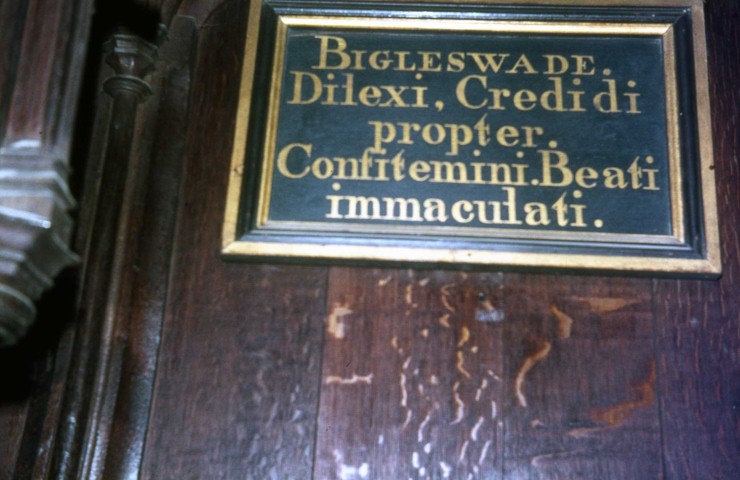 BIGLESWADE.
Dilexi, Credidi
propter.
Confitemini. Beati
immaculati.